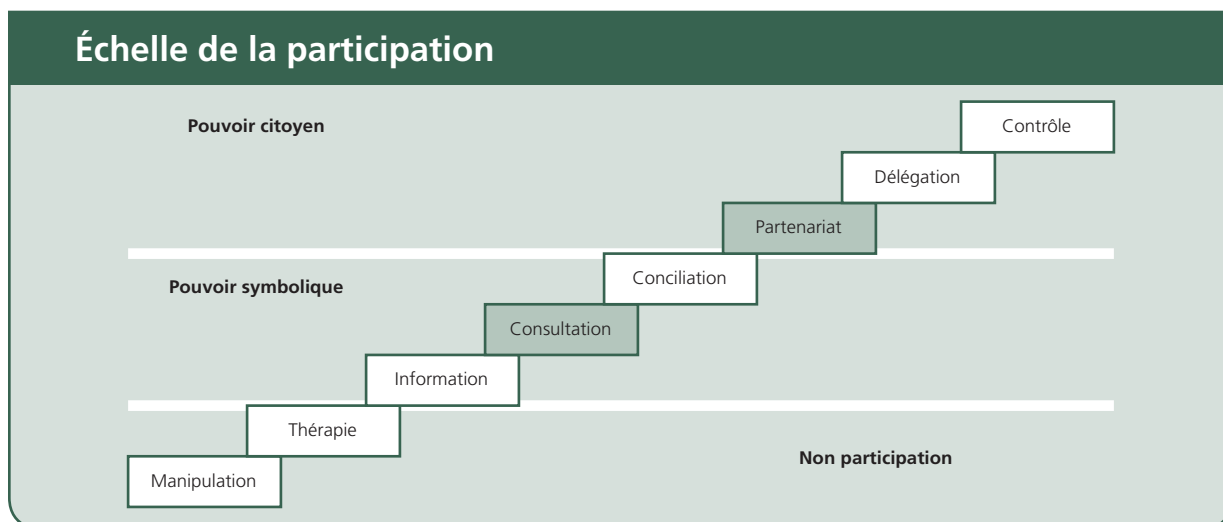 Échelle de la participation
Contrôle
Pouvoir citoyen
Délégation
Partenariat
Conciliation
Pouvoir symbolique
Consultation
Information
Thérapie
Non participation
Manipulation